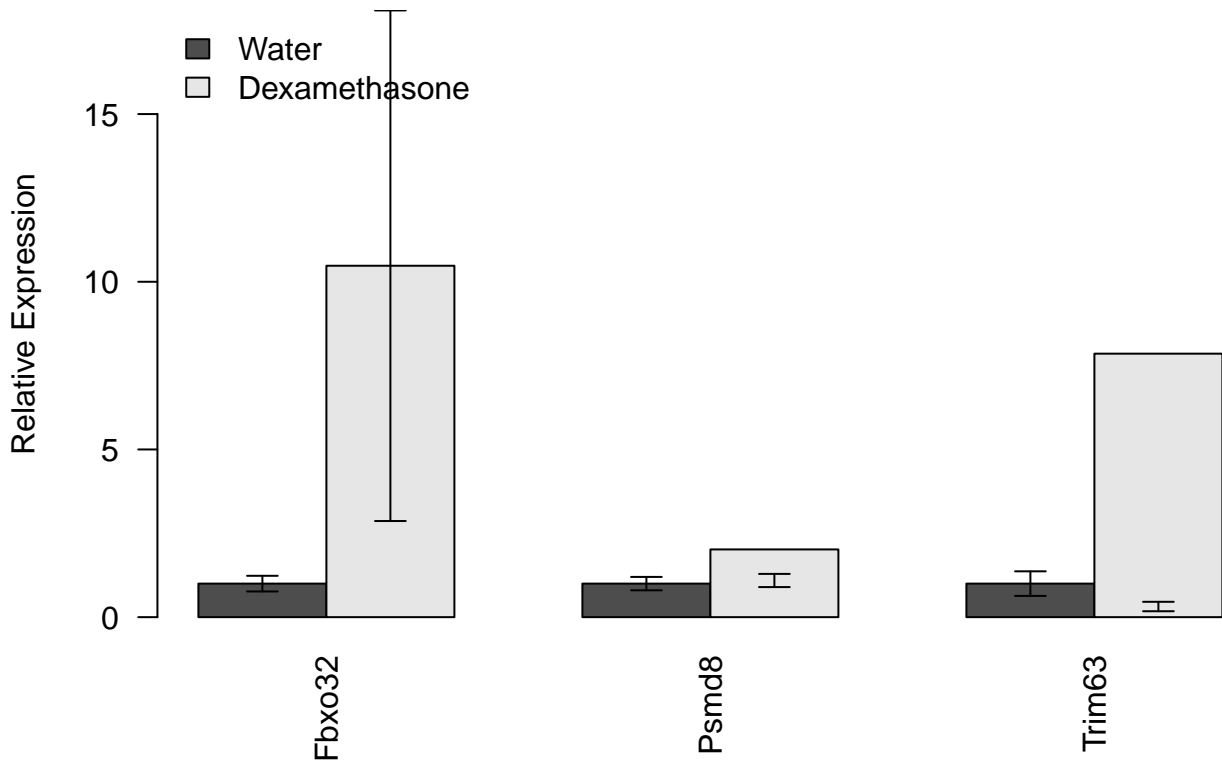 Water
Dexamethasone
Relative Expression
15
10
5
0
Fbxo32
Psmd8
Trim63